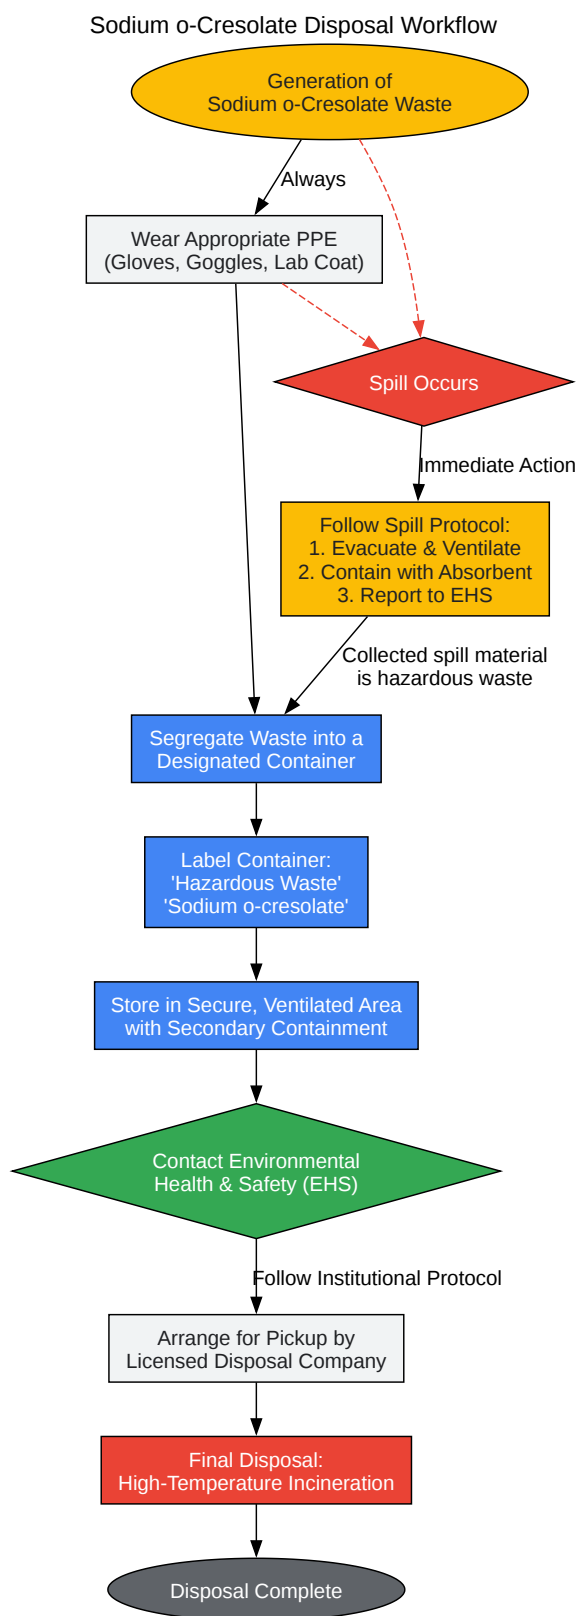 Sodium o-Cresolate Disposal Workflow
Generation of
Sodium o-Cresolate Waste
Always
Wear Appropriate PPE
(Gloves, Goggles, Lab Coat)
Spill Occurs
Immediate Action
Follow Spill Protocol:
1. Evacuate & Ventilate
2. Contain with Absorbent
3. Report to EHS
Collected spill material
is hazardous waste
Segregate Waste into a
Designated Container
Label Container:
'Hazardous Waste'
'Sodium o-cresolate'
Store in Secure, Ventilated Area
with Secondary Containment
Contact Environmental
Health & Safety (EHS)
Follow Institutional Protocol
Arrange for Pickup by
Licensed Disposal Company
Final Disposal:
High-Temperature Incineration
Disposal Complete